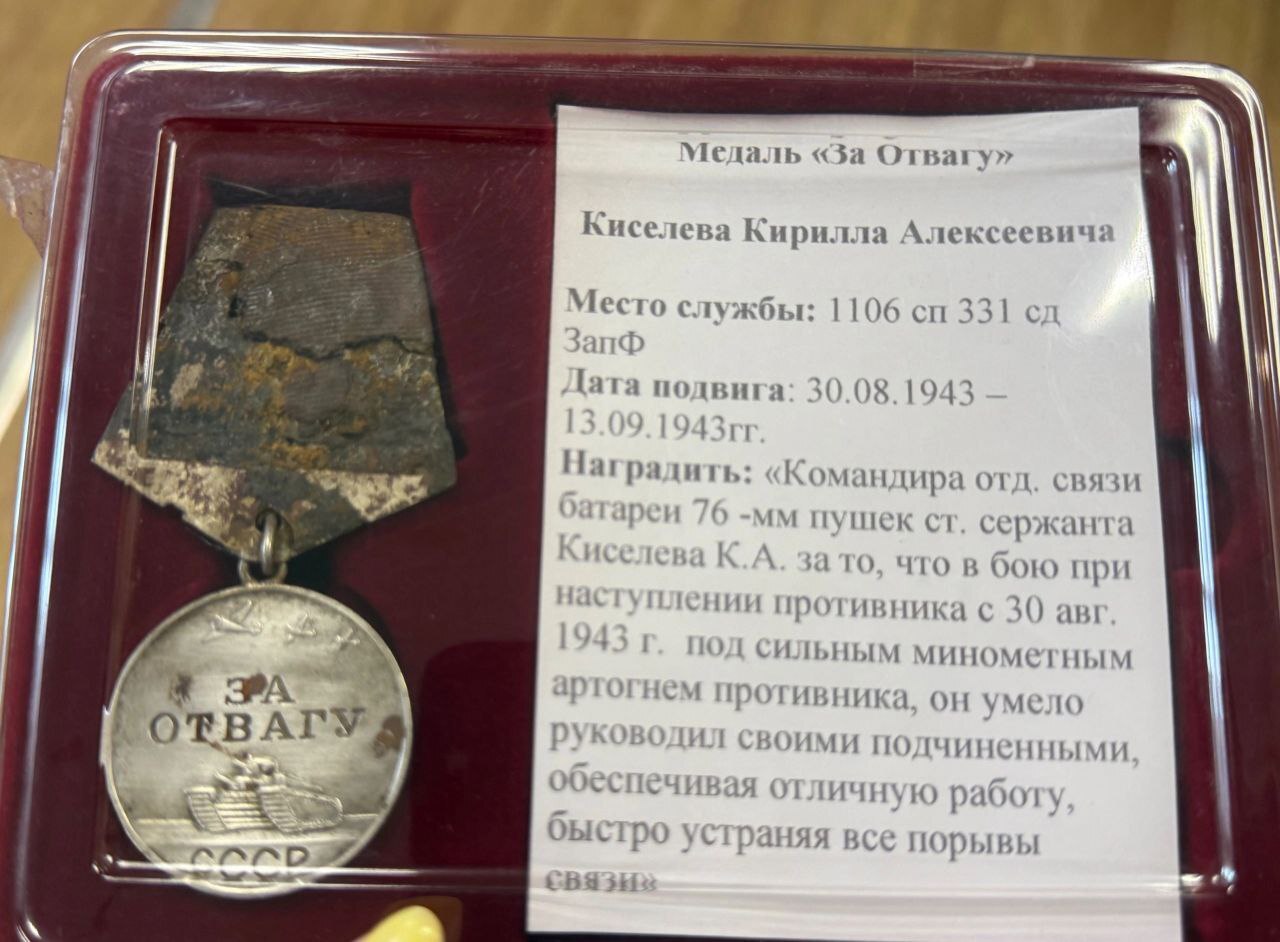 ЗА
ОТВАГУ
СССР
Медаль «За Отвагу»
Киселева Кирилла Алексеевича
Место службы: 1106 сп 331 сд
ЗапФ
Дата подвига: 30.08.1943 –
13.09.1943гг.
Наградить: «Командира отд. связи
батареи 76 -мм пушек ст. сержанта
Киселева К.А. за то, что в бою при
наступлении противника с 30 авг.
1943 г. под сильным минометным
артогнем противника, он умело
руководил своими подчиненными,
обеспечивая отличную работу,
быстро устраняя все порывы
связи»